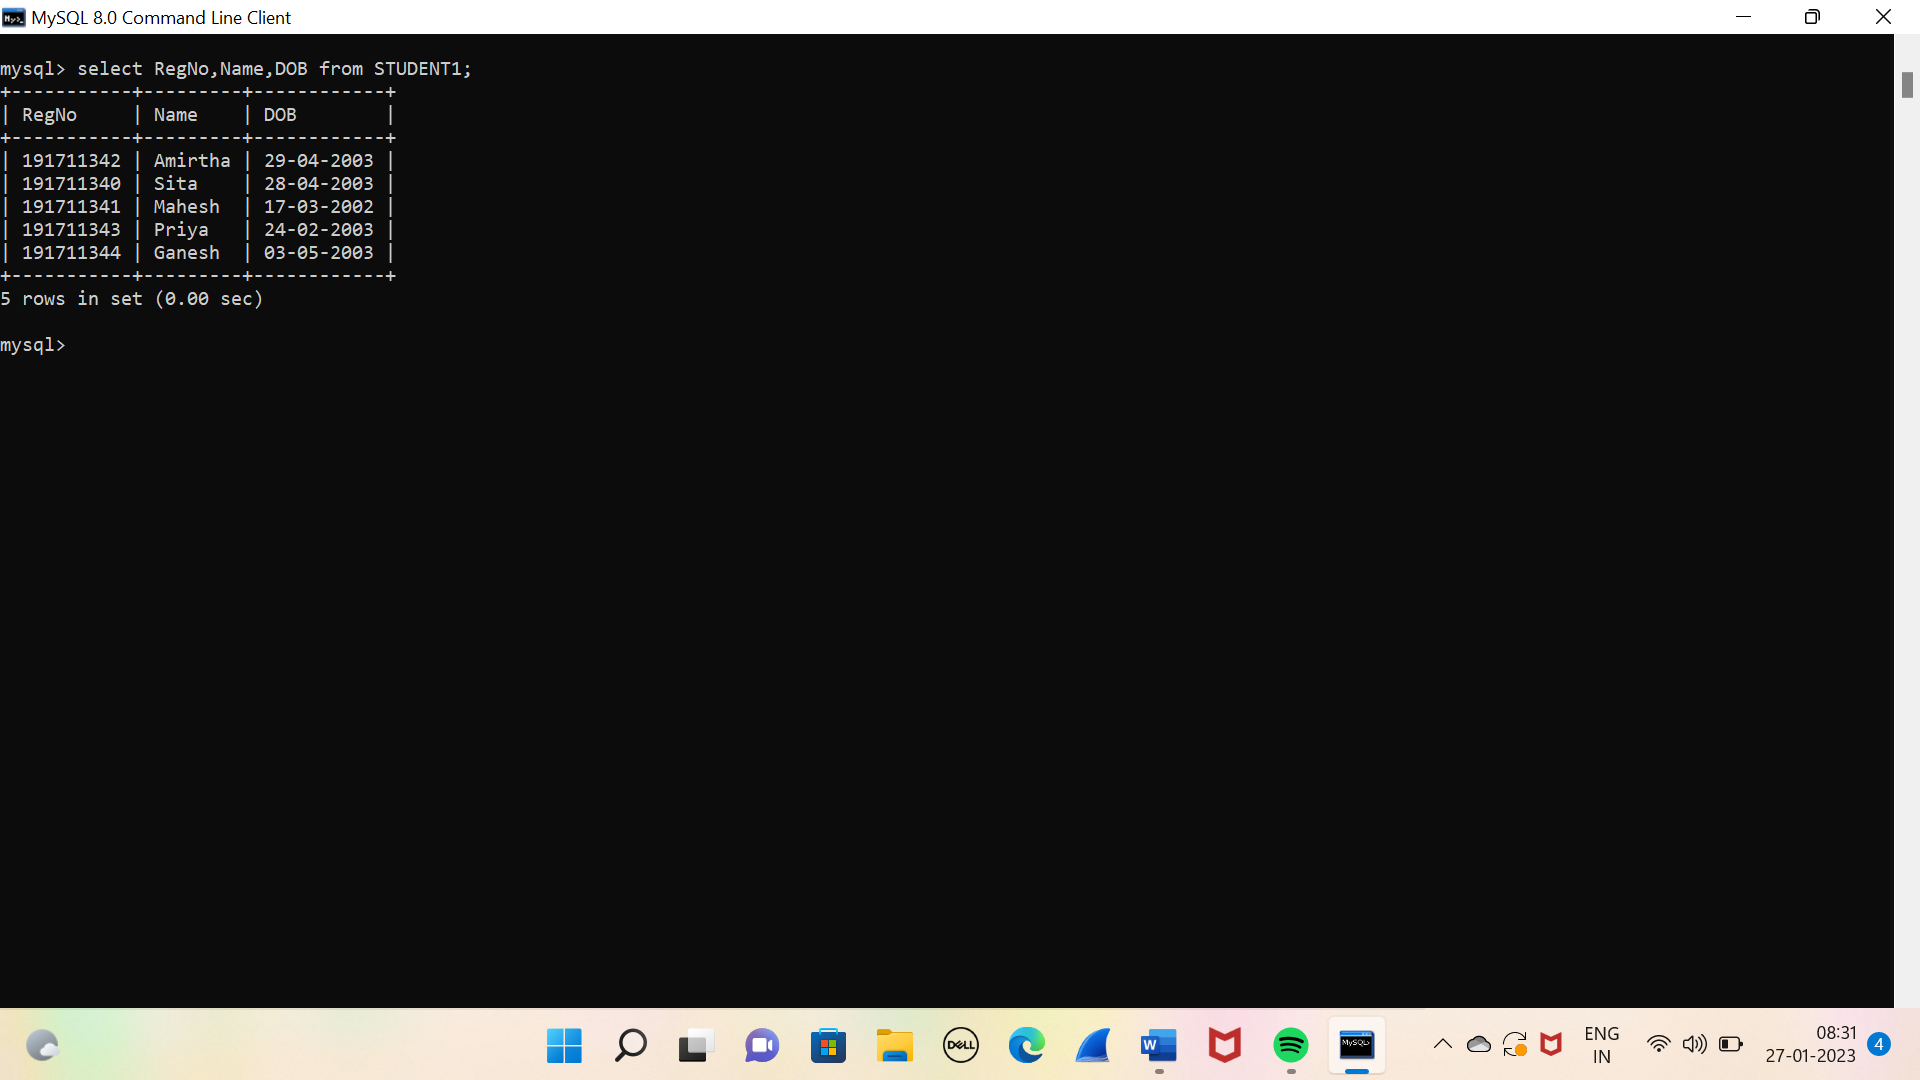 MySQL 8.0 Command Line Client
mysql> select RegNo,Name,DOB from STUDENT1;
+-----------+---------+------------+
| RegNo     | Name    | DOB        |
+-----------+---------+------------+
| 191711342 | Amirtha | 29-04-2003 |
| 191711340 | Sita    | 28-04-2003 |
| 191711341 | Mahesh  | 17-03-2002 |
| 191711343 | Priya   | 24-02-2003 |
| 191711344 | Ganesh  | 03-05-2003 |
+-----------+---------+------------+
5 rows in set (0.00 sec)
mysql>
DELL
W
MySQL>
ENG
IN
08:31
27-01-2023
4